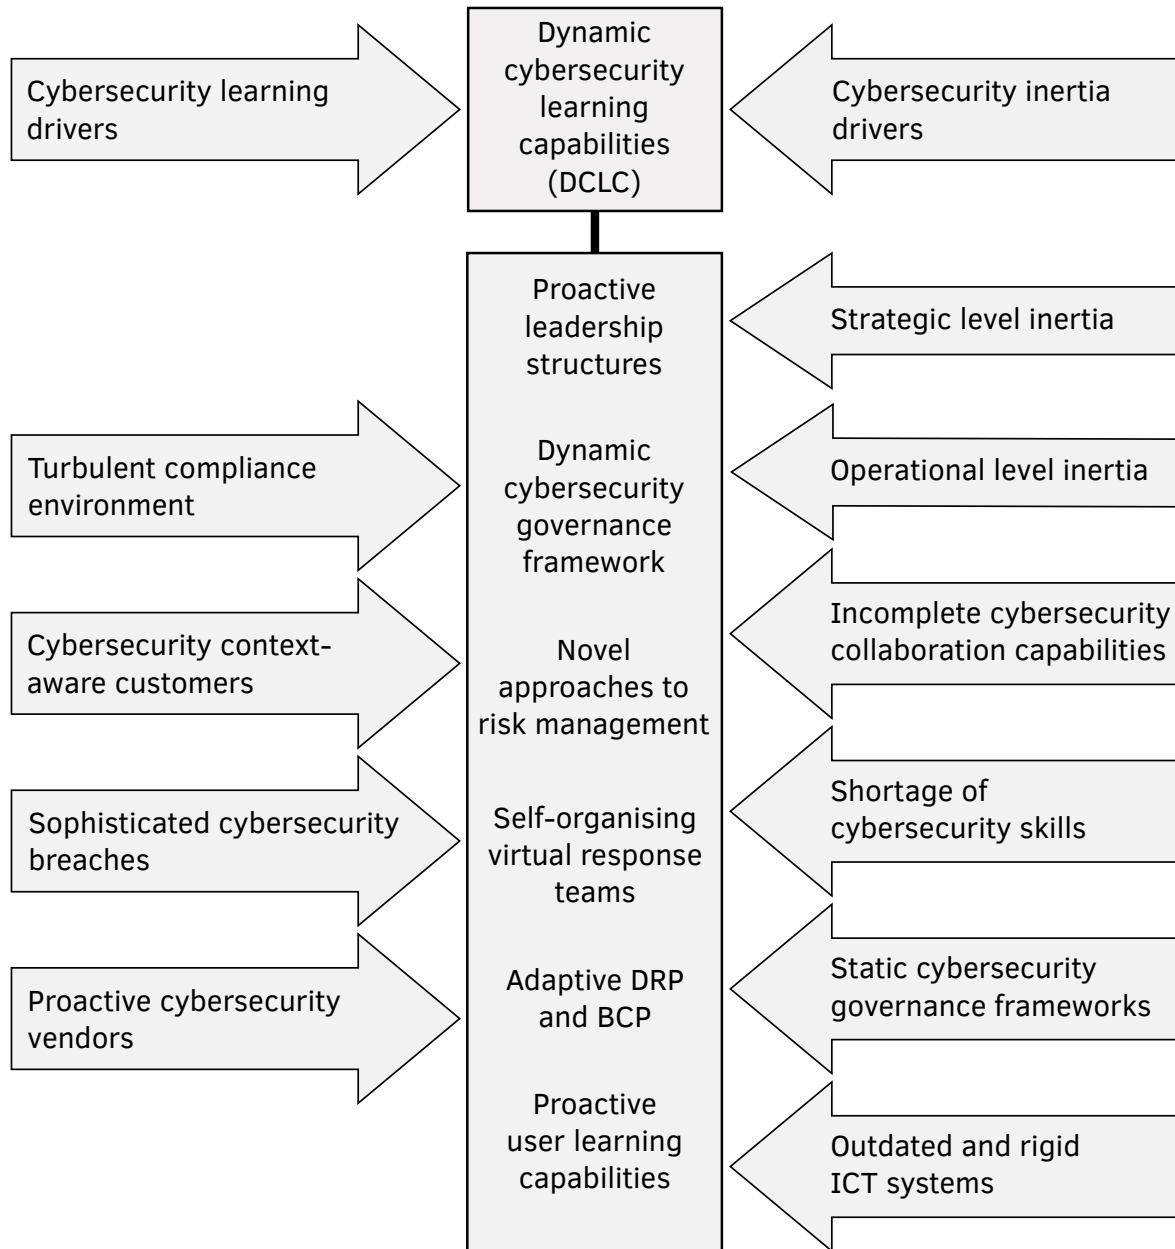 Cybersecurity learning
drivers
Dynamic
cybersecurity
learning
capabilities
(DCLC)
Cybersecurity inertia
drivers
Turbulent compliance
environment
Cybersecurity context-
aware customers
Sophisticated cybersecurity
breaches
Proactive cybersecurity
vendors
Proactive
leadership
structures
Dynamic
cybersecurity
governance
framework
Novel
approaches to
risk management
Self-organising
virtual response
teams
Adaptive DRP
and BCP
Proactive
user learning
capabilities
Strategic level inertia
Operational level inertia
Incomplete cybersecurity
collaboration capabilities
Shortage of
cybersecurity skills
Static cybersecurity
governance frameworks
Outdated and rigid
ICT systems